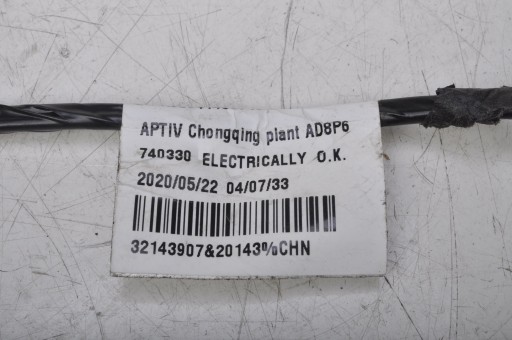 APTIV Chongqing plant AD8P6
740330 ELECTRICALLY O.K.
2020/05/22 04/07/33
32143907&20143%CHN